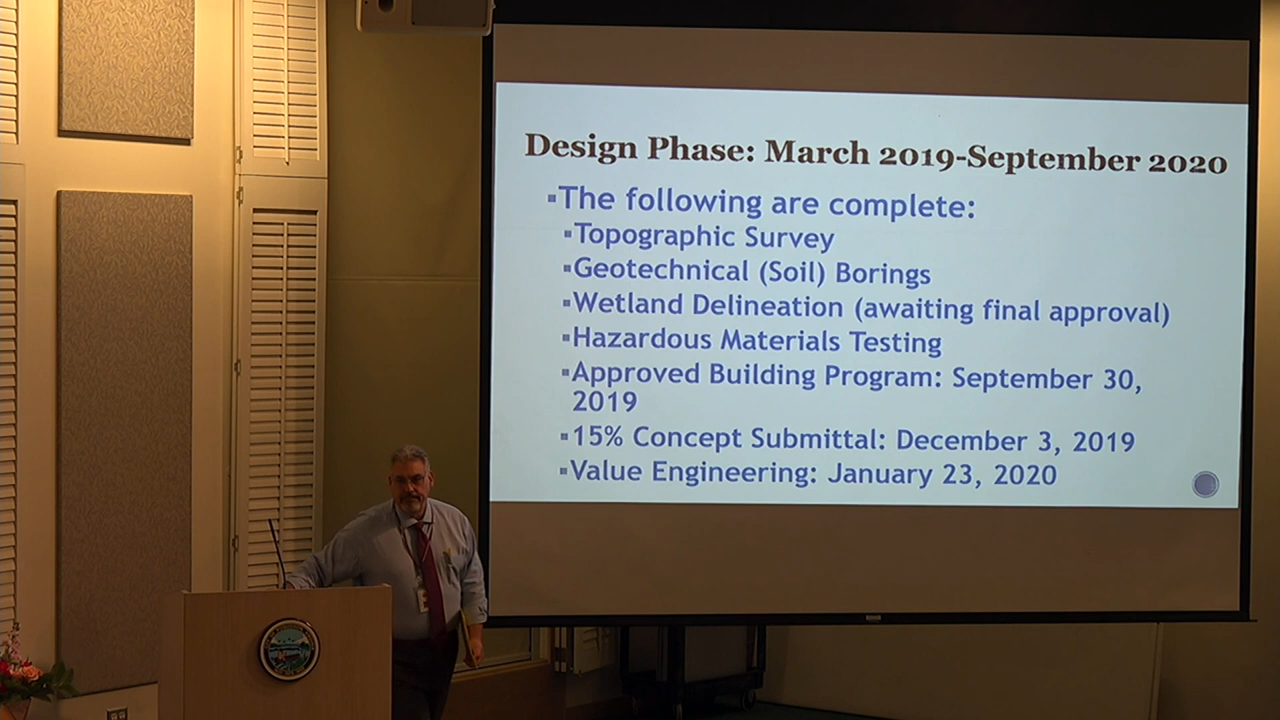 Design Phase: March 2019-September 2020
▪The following are complete:
▪Topographic Survey
▪Geotechnical (Soil) Borings
▪Wetland Delineation (awaiting final approval)
▪Hazardous Materials Testing
▪Approved Building Program: September 30,
2019
▪15% Concept Submittal: December 3, 2019
▪Value Engineering: January 23, 2020